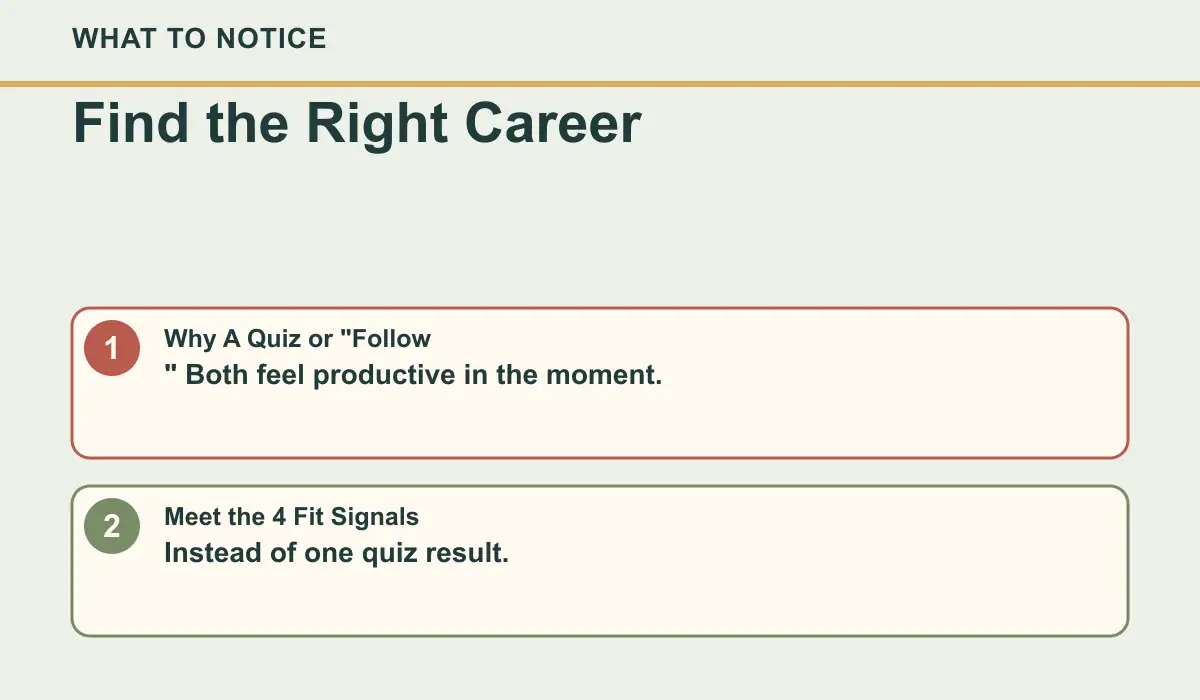 WHAT TO NOTICE
Find the Right Career
1
Why A Quiz or "Follow
" Both feel productive in the moment.
2
Meet the 4 Fit Signals
Instead of one quiz result.